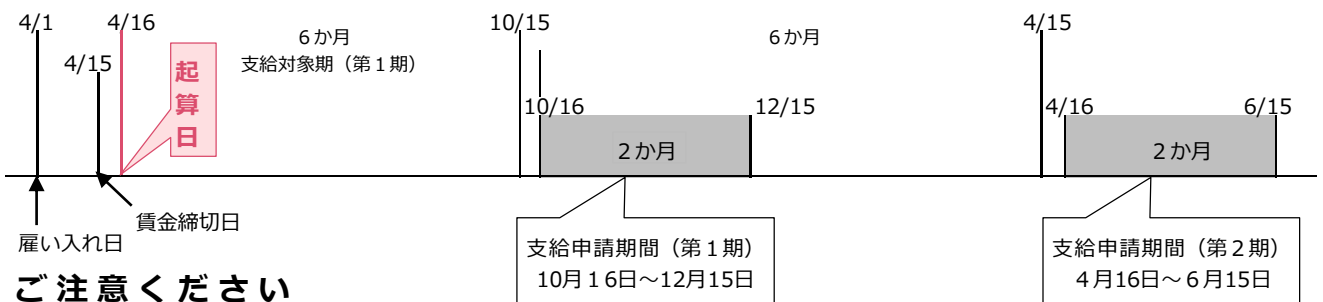 4/1
4/16
4/15
起算日
6か月
支給対象期（第１期）
10/15
10/16
12/15
２か月
6か月
4/15
4/16
6/15
２か月
雇い入れ日
賃金締切日
支給申請期間（第１期）
10月１6日～12月15日
支給申請期間（第２期）
４月16日～６月15日
ご注意ください